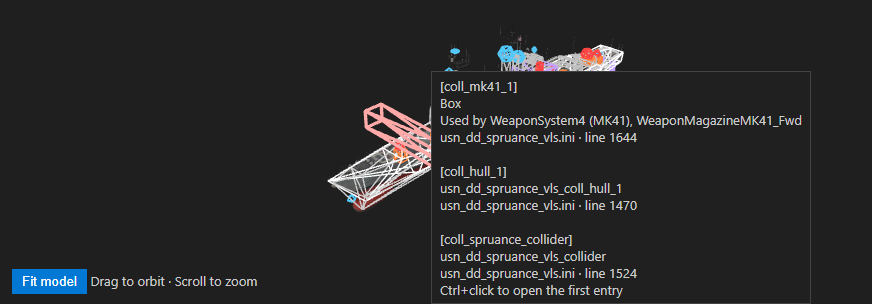 [coll_mk41_1]
Box
Used by WeaponSystem4 (MK41), WeaponMagazineMK41_Fwd
usn_dd_spruance_vls.ini · line 1644
[coll_hull_1]
usn_dd_spruance_vls_coll_hull_1
usn_dd_spruance_vls.ini · line 1470
[coll_spruance_collider]
usn_dd_spruance_vls_collider
usn_dd_spruance_vls.ini · line 1524
Ctrl+click to open the first entry
Fit model Drag to orbit · Scroll to zoom